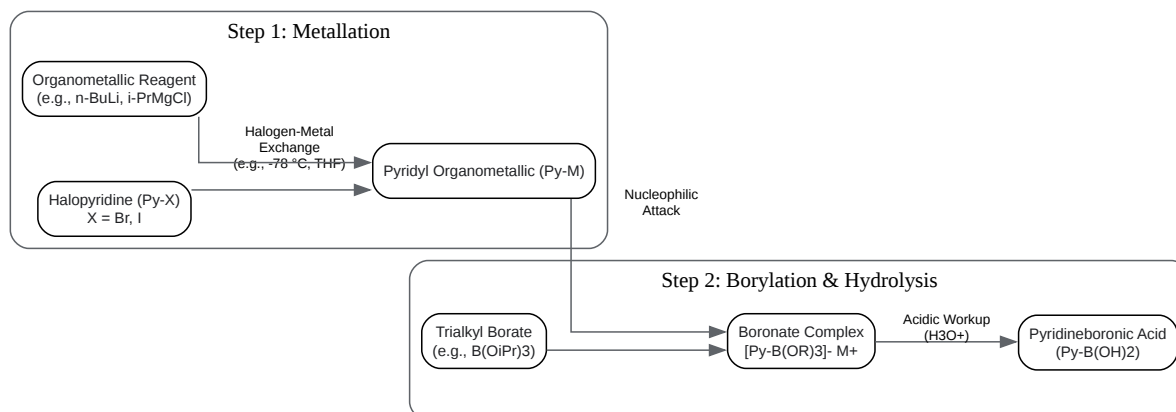 Step 1: Metallation
Organometallic Reagent
(e.g., n-BuLi, i-PrMgCl)
Halogen-Metal
Exchange
(e.g., -78 °C, THF)
Pyridyl Organometallic (Py-M)
Halopyridine (Py-X)
X = Br, I
Nucleophilic
Attack
Step 2: Borylation & Hydrolysis
Trialkyl Borate
(e.g., B(OiPr)3)
Boronate Complex
[Py-B(OR)3]- M+
Acidic Workup
(H3O+)
Pyridineboronic Acid
(Py-B(OH)2)